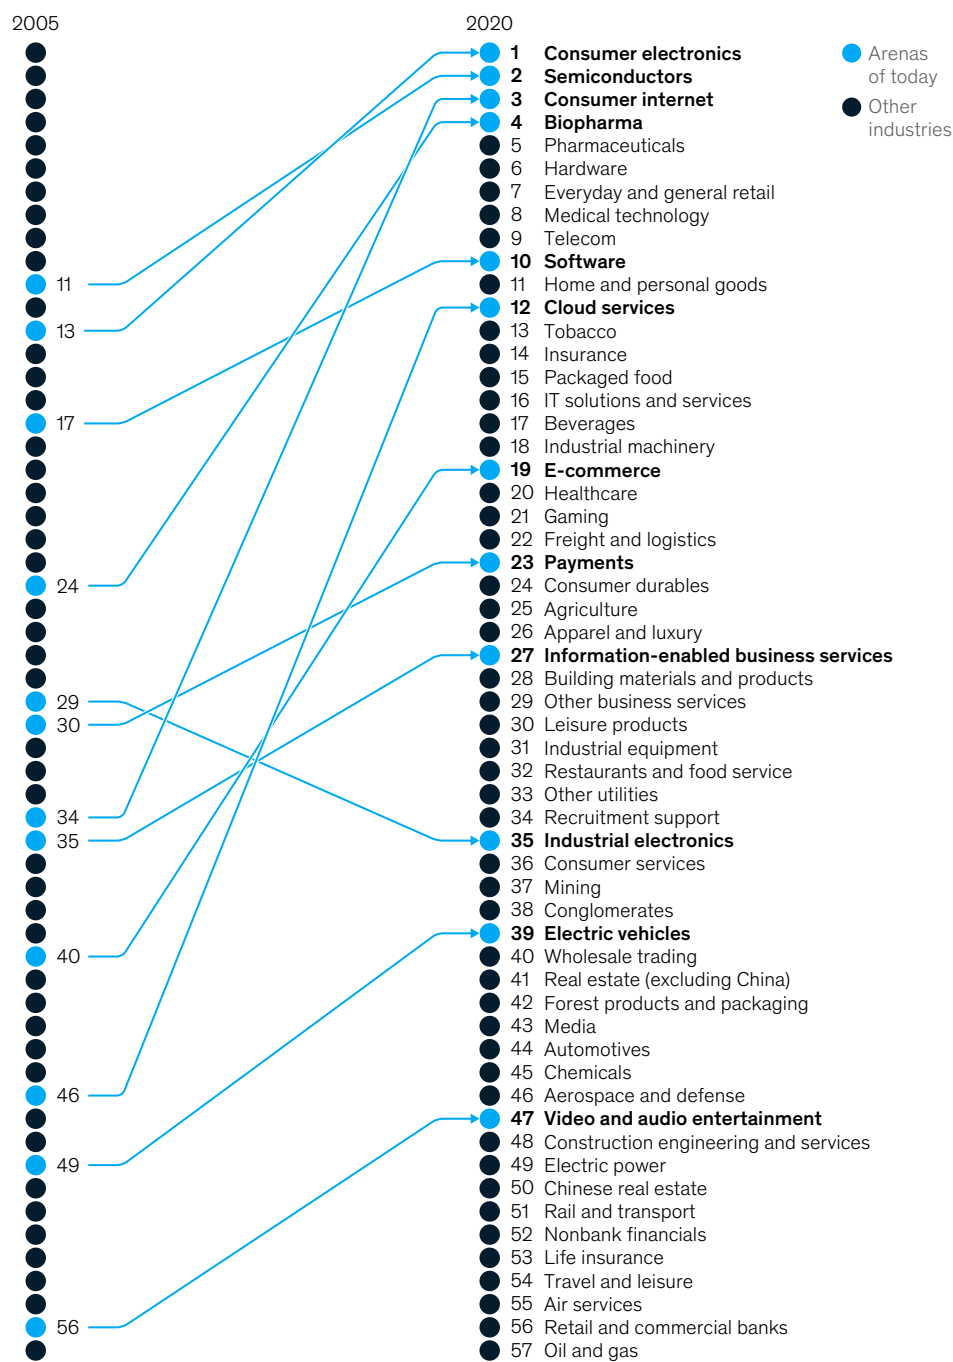 2005
2020
1 Consumer electronics
2 Semiconductors
3 Consumer internet
4 Biopharma
5 Pharmaceuticals
6 Hardware
7 Everyday and general retail
8 Medical technology
9 Telecom
10 Software
11 11 Home and personal goods
12 Cloud services
13 13 Tobacco
14 Insurance
15 Packaged food
16 IT solutions and services
17 17 Beverages
18 Industrial machinery
19 E-commerce
20 Healthcare
21 Gaming
22 Freight and logistics
23 Payments
24 24 Consumer durables
25 Agriculture
26 Apparel and luxury
27 Information-enabled business services
28 Building materials and products
29 29 Other business services
30 30 Leisure products
31 Industrial equipment
32 Restaurants and food service
33 Other utilities
34 34 Recruitment support
35 35 Industrial electronics
36 Consumer services
37 Mining
38 Conglomerates
39 Electric vehicles
40 40 Wholesale trading
41 Real estate (excluding China)
42 Forest products and packaging
43 Media
44 Automotives
45 Chemicals
46 46 Aerospace and defense
47 Video and audio entertainment
48 Construction engineering and services
49 49 Electric power
50 Chinese real estate
51 Rail and transport
52 Nonbank financials
53 Life insurance
54 Travel and leisure
55 Air services
56 56 Retail and commercial banks
57 Oil and gas
Arenas
of today
Other
industries